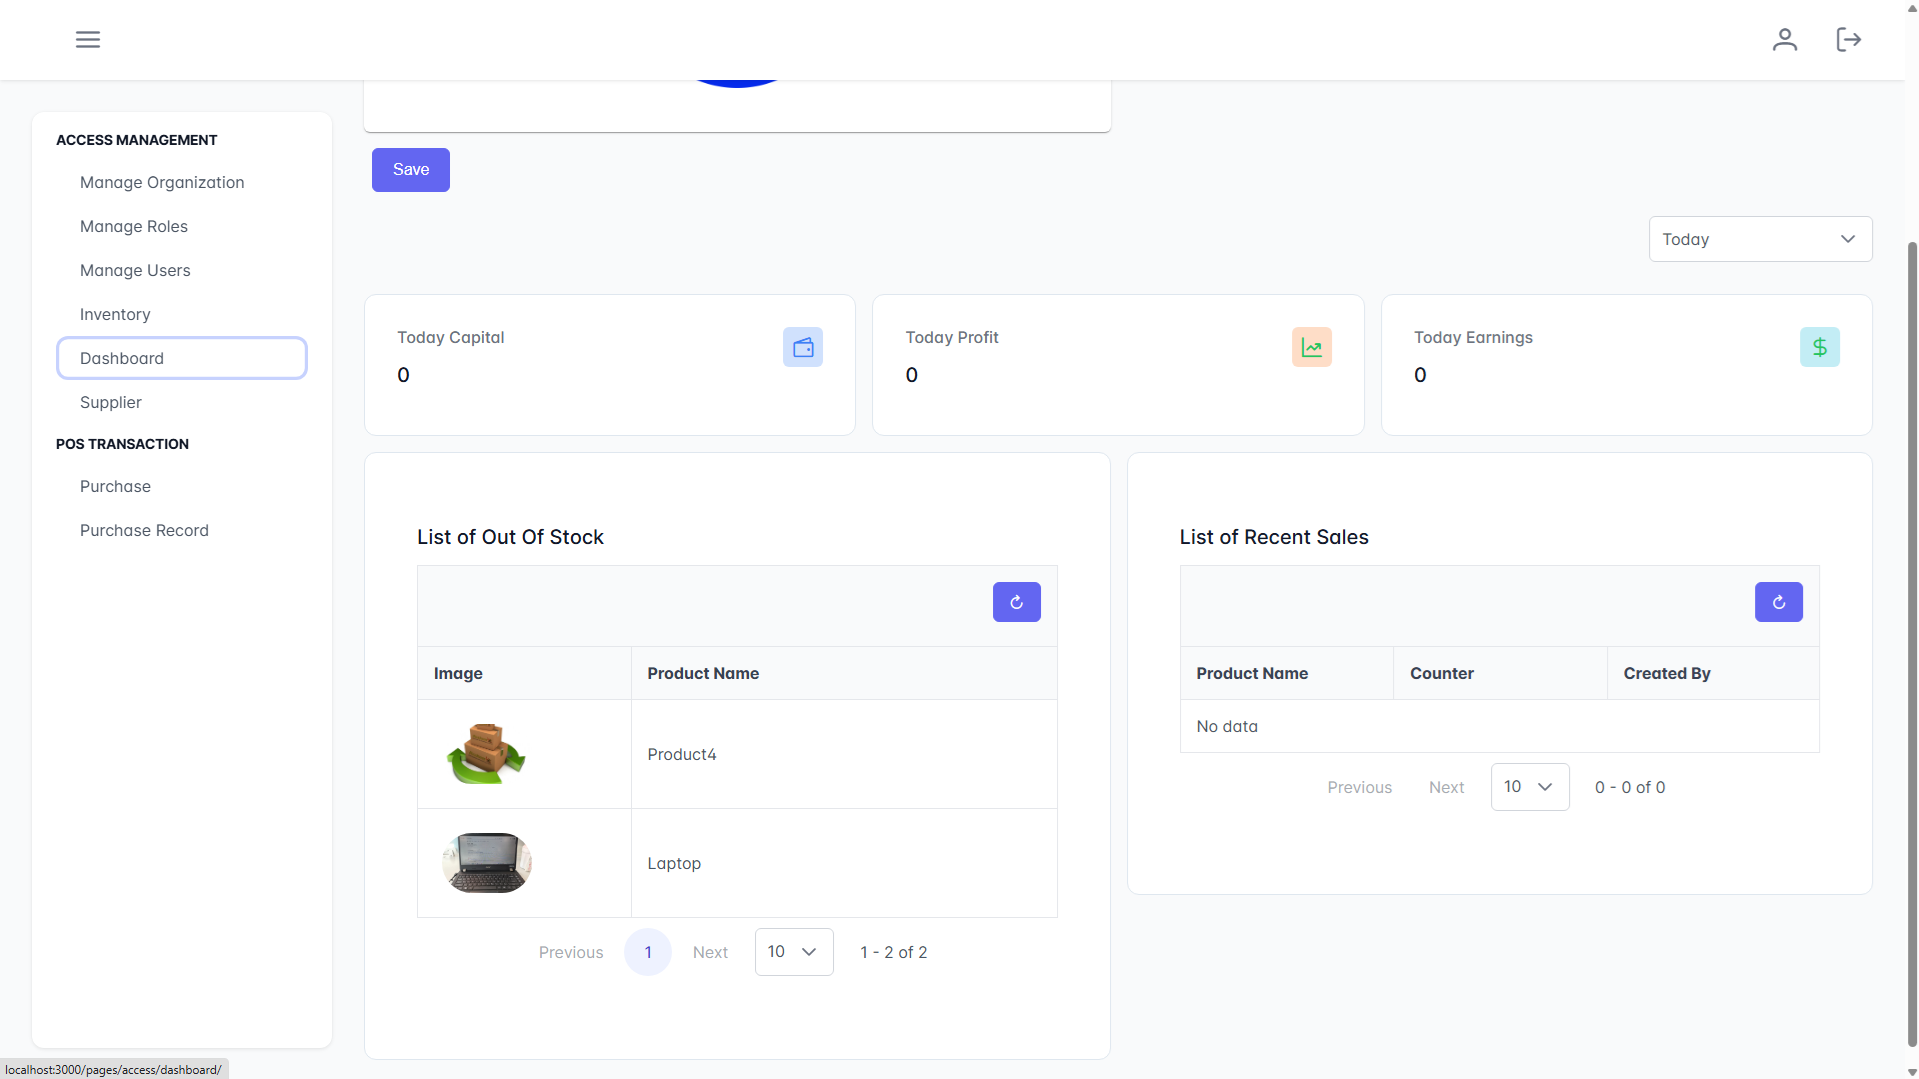 ACCESS MANAGEMENT
Manage Organization
Manage Roles
Manage Users
Inventory
Dashboard
Supplier
POS TRANSACTION
Purchase
Purchase Record
Save
Today
Today Capital
0
Today Profit
0
Today Earnings
0
List of Out Of Stock
Image Product Name
Product4
Laptop
Previous 1 Next 10 1 - 2 of 2
List of Recent Sales
Product Name Counter Created By
No data
Previous Next 10 0 - 0 of 0
localhost:3000/pages/access/dashboard/